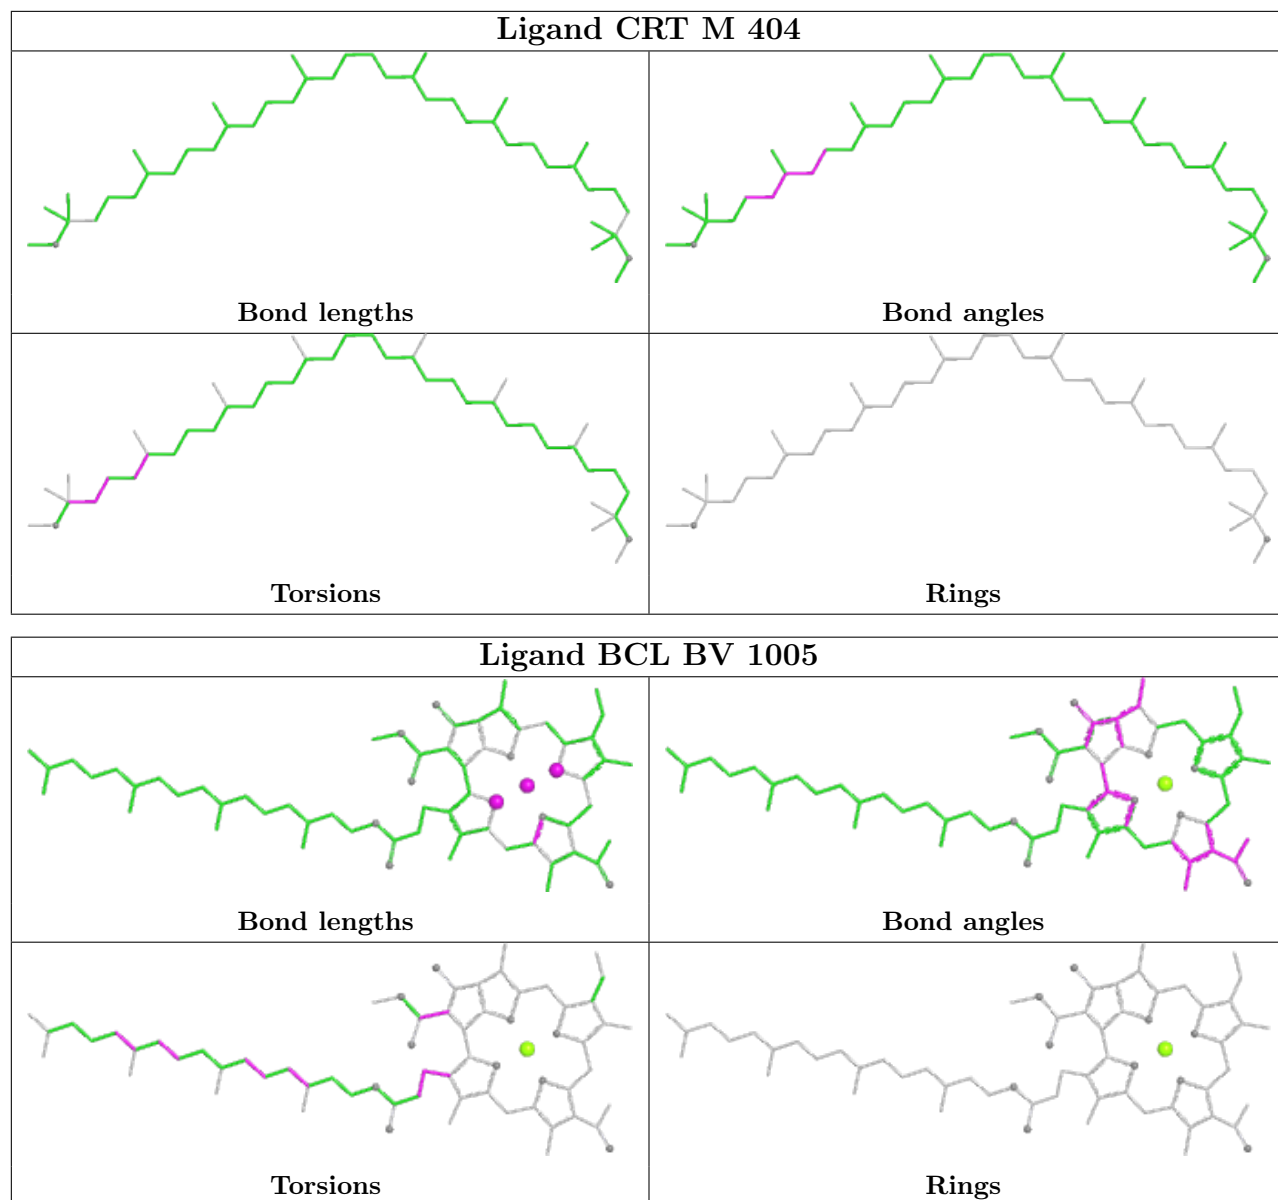 Ligand CRT M 404
Bond lengths
Bond angles
Torsions
Rings
Ligand BCL BV 1005
Bond lengths
Bond angles
Torsions
Rings